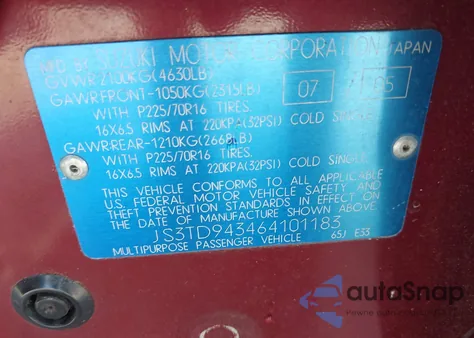 MFD BY SUZUKI MOTOR CORPORATION JAPAN
GVWR 2100KG(4630LB)
GAWRFRONT-1050KG(2315LB) 07 / 05
WITH P225/70R16 TIRES.
16X6.5 RIMS AT 220KPA(32PSI) COLD SINGLE
GAWRREAR-1210KG(2668LB)
WITH P225/70R16 TIRES.
16X6.5 RIMS AT 220KPA(32PSI) COLD SINGLE
THIS VEHICLE CONFORMS TO ALL APPLICABLE
U.S. FEDERAL MOTOR VEHICLE SAFETY AND
THEFT PREVENTION STANDARDS IN EFFECT ON
THE DATE OF MANUFACTURE SHOWN ABOVE.
JS3TD943464101183
MULTIPURPOSE PASSENGER VEHICLE 65J E33
autoSnap